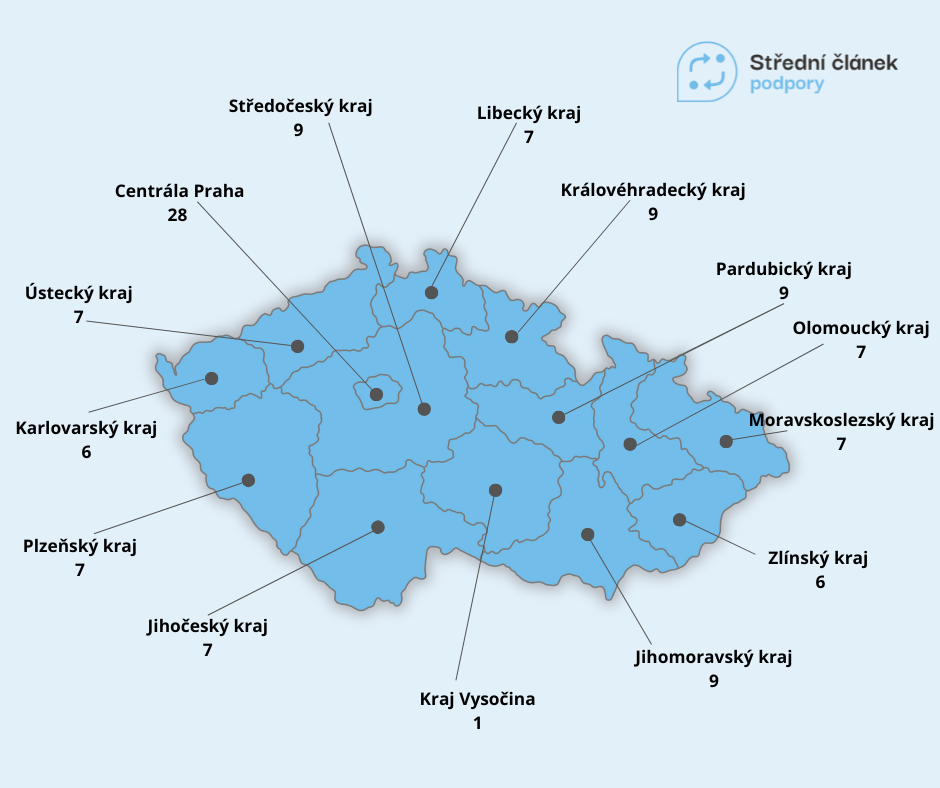 Střední článek
podpory
Středočeský kraj
9
Libecký kraj
7
Centrála Praha
28
Královéhradecký kraj
9
Pardubický kraj
9
Ústecký kraj
7
Olomoucký kraj
7
Karlovarský kraj
6
Moravskoslezský kraj
7
Plzeňský kraj
7
Zlínský kraj
6
Jihočeský kraj
7
Jihomoravský kraj
9
Kraj Vysočina
1